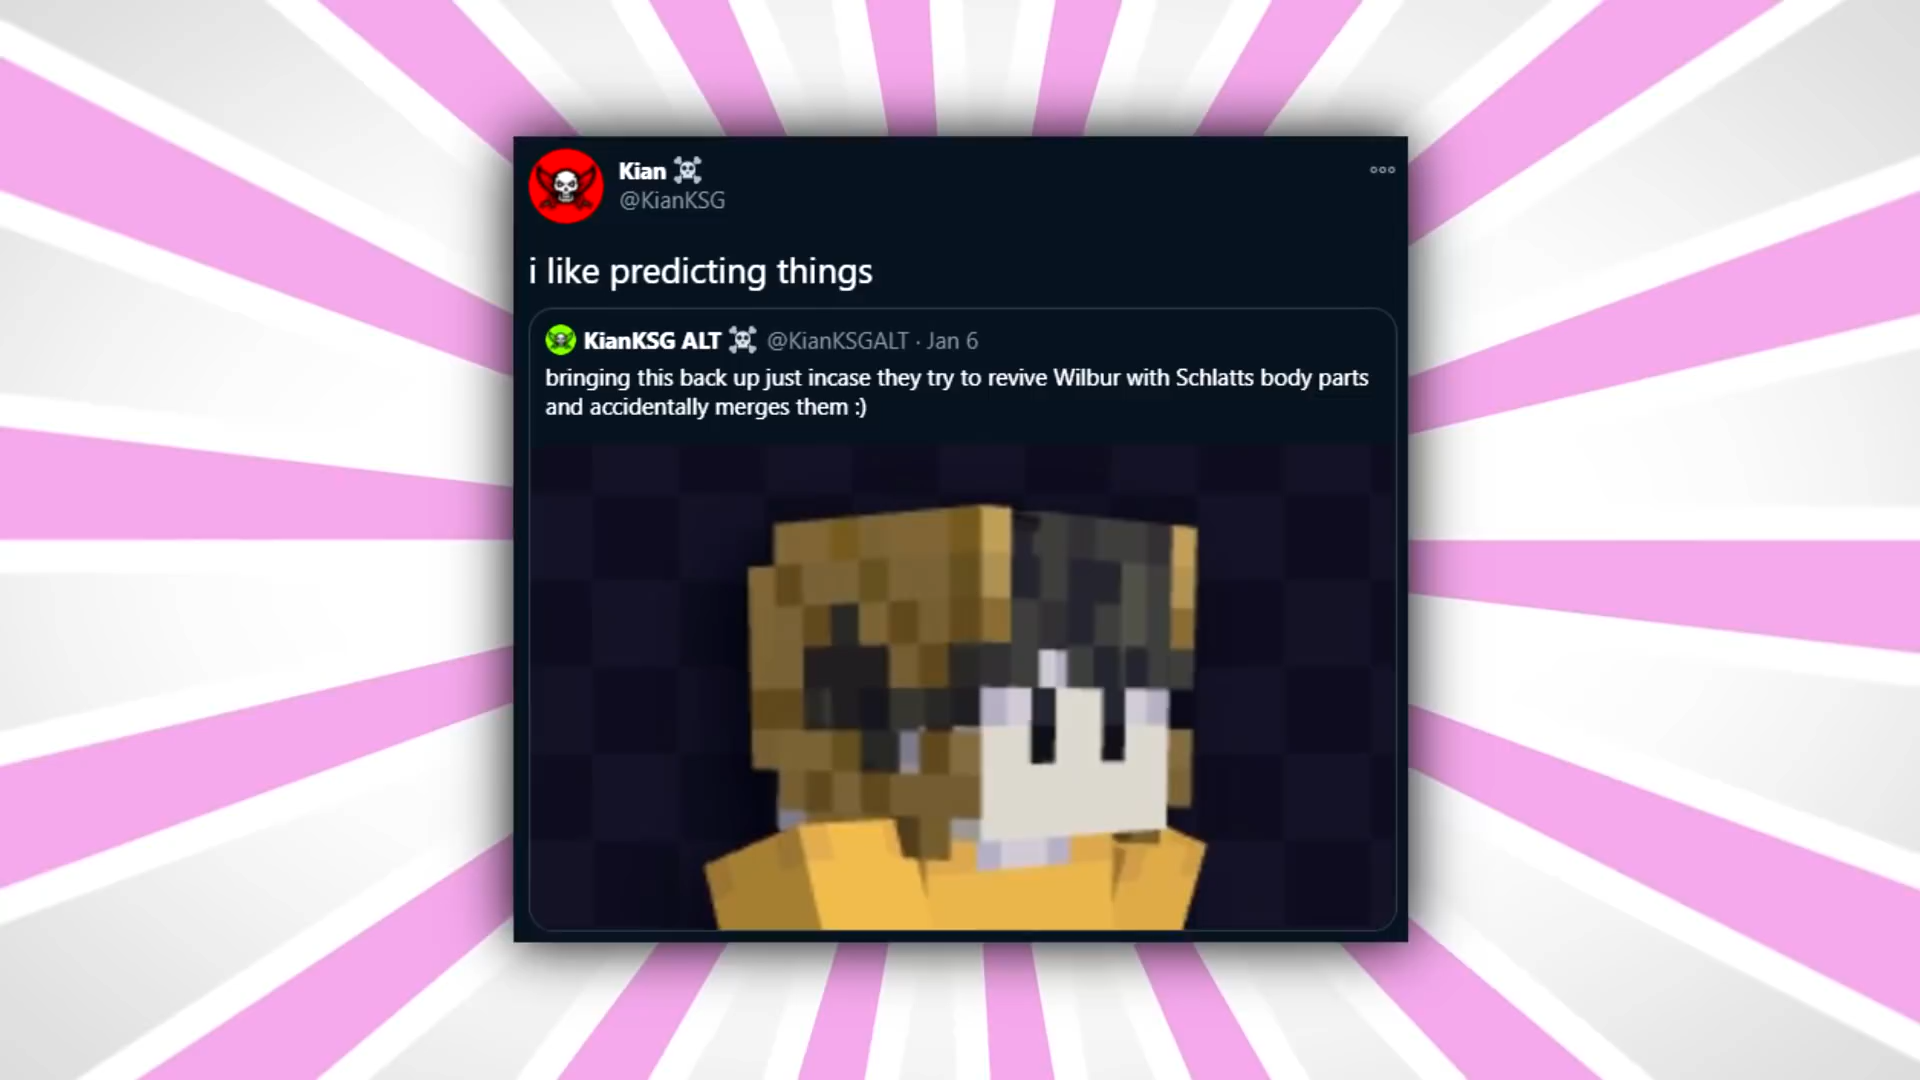 Kian ☠
@KianKSG
i like predicting things
KianKSG ALT ☠ @KianKSGALT · Jan 6
bringing this back up just incase they try to revive Wilbur with Schlatts body parts
and accidentally merges them :)